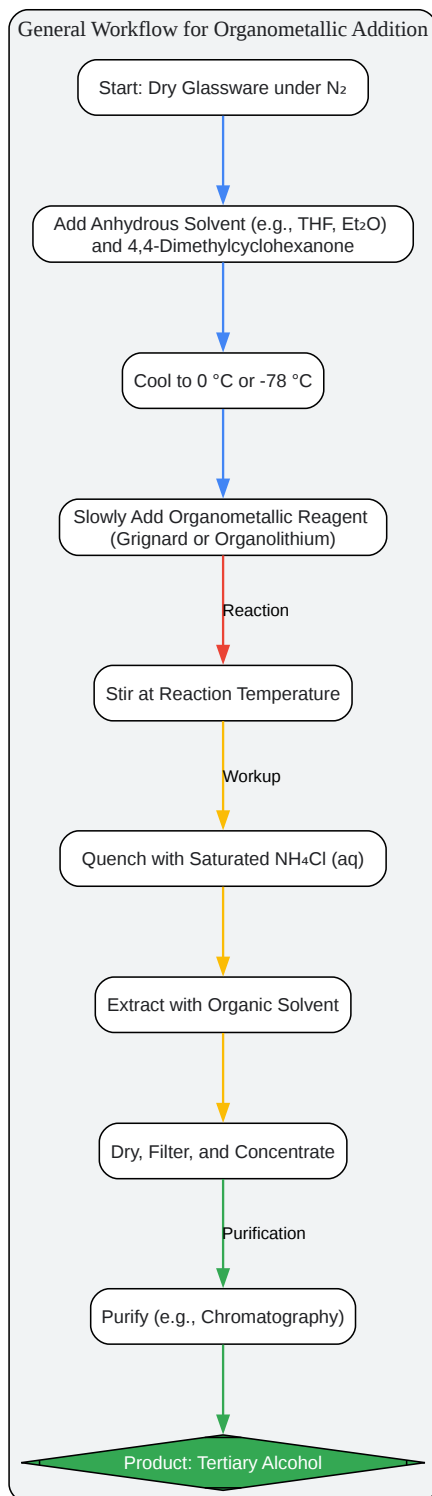 General Workflow for Organometallic Addition
Start: Dry Glassware under N₂
Add Anhydrous Solvent (e.g., THF, Et₂O)
and 4,4-Dimethylcyclohexanone
Cool to 0 °C or -78 °C
Slowly Add Organometallic Reagent
(Grignard or Organolithium)
Reaction
Stir at Reaction Temperature
Workup
Quench with Saturated NH₄Cl (aq)
Extract with Organic Solvent
Dry, Filter, and Concentrate
Purification
Purify (e.g., Chromatography)
Product: Tertiary Alcohol